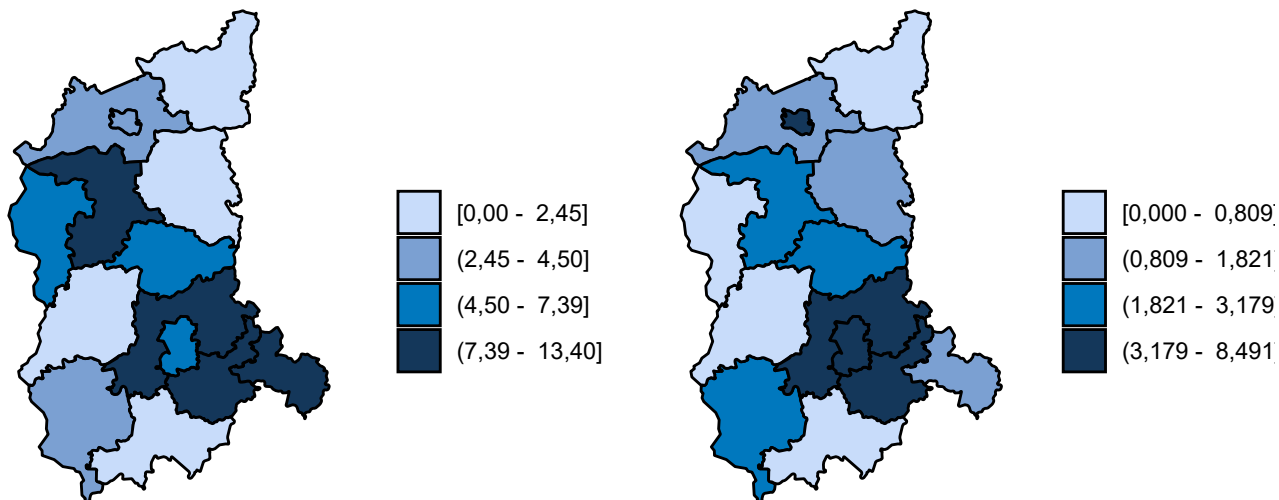 [0,00 - 2,45]
(2,45 - 4,50]
(4,50 - 7,39]
(7,39 - 13,40]
[0,000 - 0,809]
(0,809 - 1,821]
(1,821 - 3,179]
(3,179 - 8,491]